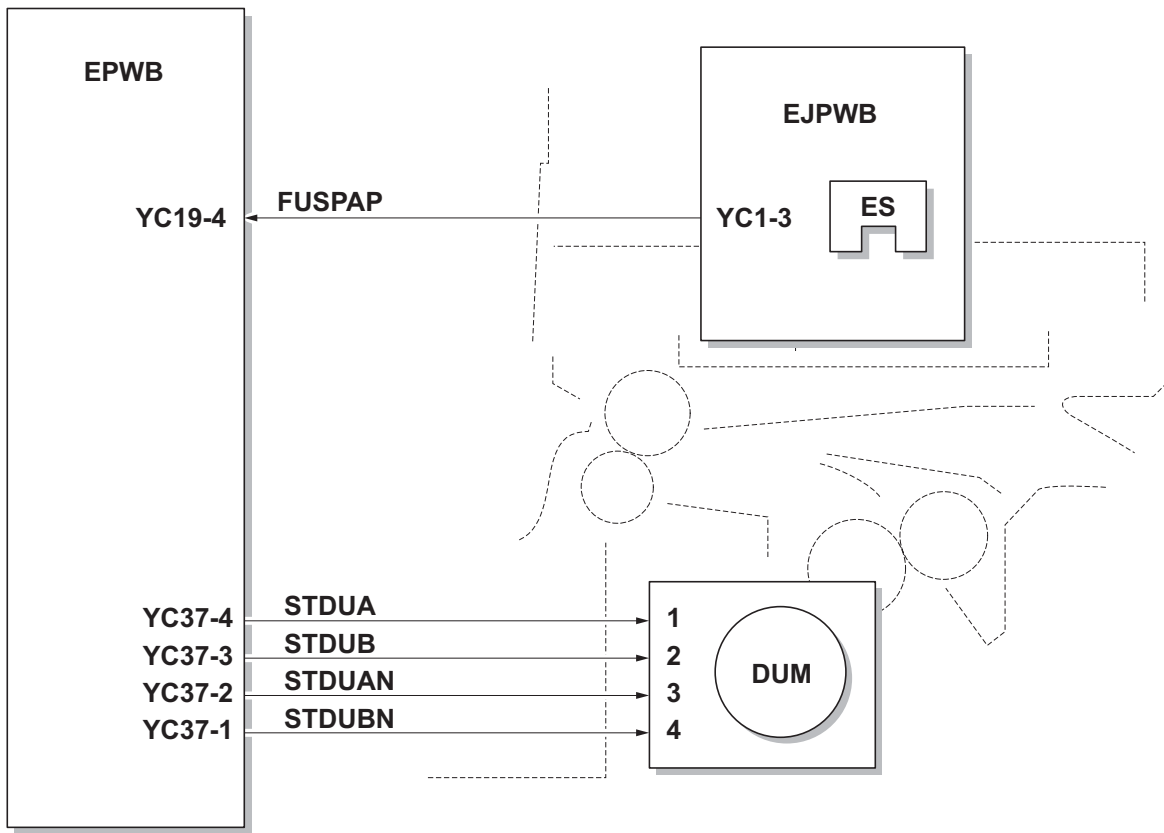 EPWB
EJPWB
YC19-4
FUSPAP
YC1-3
ES
YC37-4
STDUA
1
YC37-3
STDUB
2
YC37-2
STDUAN
3
YC37-1
STDUBN
4
DUM